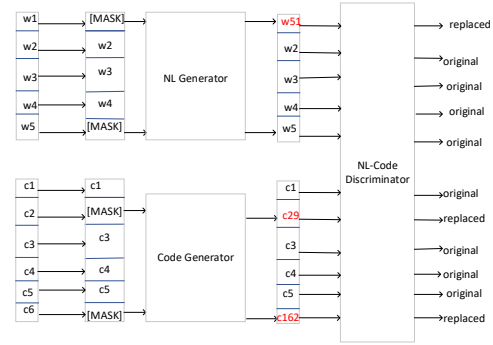 w1 [MASK] w51 replaced
w2 w2 w2 original
w3 w3 NL Generator w3 original
w4 w4 w4 original
w5 [MASK] w5 original
NL-Code
Discriminator
c1 c1 c1 original
c2 [MASK] c29 replaced
c3 c3 Code Generator c3 original
c4 c4 c4 original
c5 c5 c5 original
c6 [MASK] c162 replaced